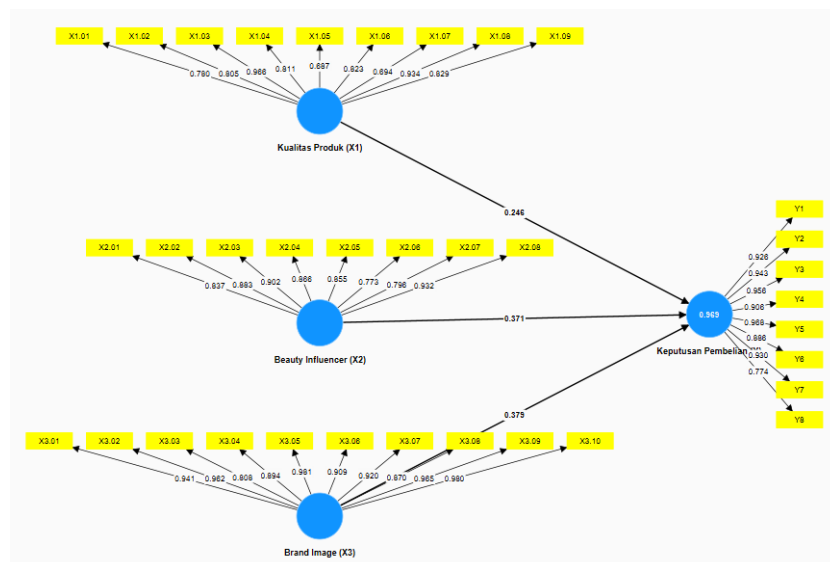 X1.01 X1.02 X1.03 X1.04 X1.05 X1.06 X1.07 X1.08 X1.09
0.780 0.805 0.966 0.811 0.687 0.823 0.694 0.934 0.829
Kualitas Produk (X1)
0.246
X2.01 X2.02 X2.03 X2.04 X2.05 X2.06 X2.07 X2.08
0.837 0.883 0.902 0.866 0.855 0.773 0.796 0.932
Beauty Influencer (X2)
0.371
X3.01 X3.02 X3.03 X3.04 X3.05 X3.06 X3.07 X3.08 X3.09 X3.10
0.941 0.962 0.808 0.894 0.981 0.909 0.920 0.870 0.965 0.980
Brand Image (X3)
0.379
0.969
Keputusan Pembelian
Y1
Y2
Y3
Y4
Y5
Y6
Y7
Y8
0.926
0.943
0.956
0.906
0.968
0.886
0.930
0.774